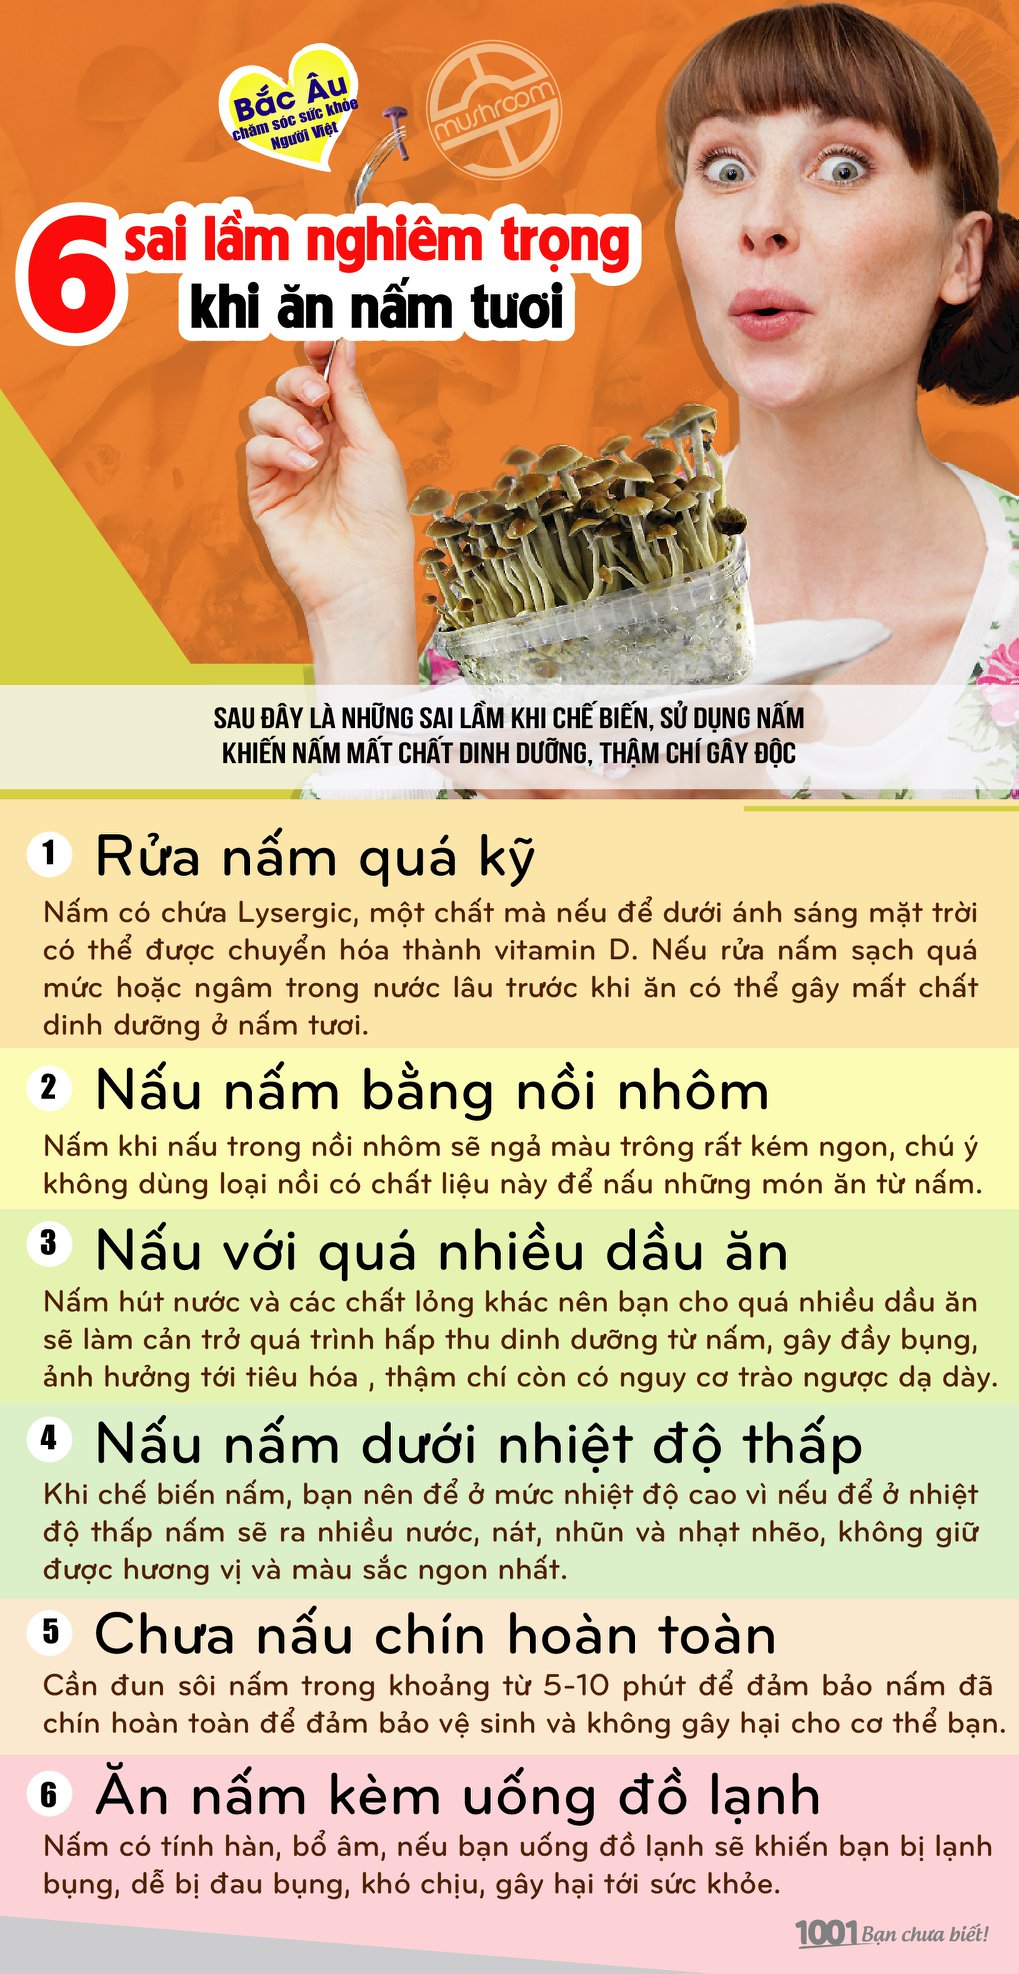 Bắc Âu
chăm sóc sức khỏe
Người Việt
mushroom
6 sai lầm nghiêm trọng
khi ăn nấm tươi
SAU ĐÂY LÀ NHỮNG SAI LẦM KHI CHẾ BIẾN, SỬ DỤNG NẤM
KHIẾN NẤM MẤT CHẤT DINH DƯỠNG, THẬM CHÍ GÂY ĐỘC
1 Rửa nấm quá kỹ
Nấm có chứa Lysergic, một chất mà nếu để dưới ánh sáng mặt trời
có thể được chuyển hóa thành vitamin D. Nếu rửa nấm sạch quá
mức hoặc ngâm trong nước lâu trước khi ăn có thể gây mất chất
dinh dưỡng ở nấm tươi.
2 Nấu nấm bằng nồi nhôm
Nấm khi nấu trong nồi nhôm sẽ ngả màu trông rất kém ngon, chú ý
không dùng loại nồi có chất liệu này để nấu những món ăn từ nấm.
3 Nấu với quá nhiều dầu ăn
Nấm hút nước và các chất lỏng khác nên bạn cho quá nhiều dầu ăn
sẽ làm cản trở quá trình hấp thu dinh dưỡng từ nấm, gây đầy bụng,
ảnh hưởng tới tiêu hóa , thậm chí còn có nguy cơ trào ngược dạ dày.
4 Nấu nấm dưới nhiệt độ thấp
Khi chế biến nấm, bạn nên để ở mức nhiệt độ cao vì nếu để ở nhiệt
độ thấp nấm sẽ ra nhiều nước, nát, nhũn và nhạt nhẽo, không giữ
được hương vị và màu sắc ngon nhất.
5 Chưa nấu chín hoàn toàn
Cần đun sôi nấm trong khoảng từ 5-10 phút để đảm bảo nấm đã
chín hoàn toàn để đảm bảo vệ sinh và không gây hại cho cơ thể bạn.
6 Ăn nấm kèm uống đồ lạnh
Nấm có tính hàn, bổ âm, nếu bạn uống đồ lạnh sẽ khiến bạn bị lạnh
bụng, dễ bị đau bụng, khó chịu, gây hại tới sức khỏe.
1001 Bạn chưa biết!